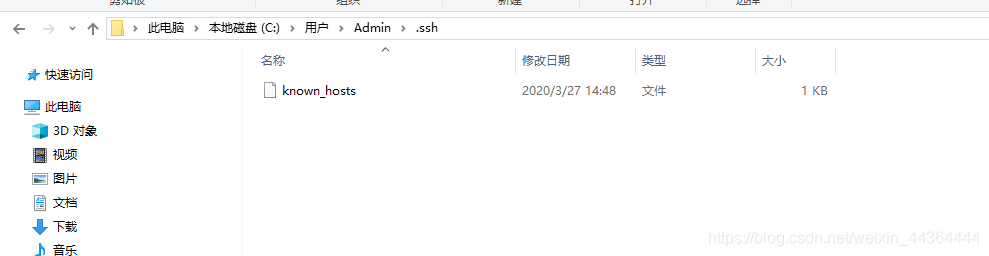 剪贴板 组织 新建 打开 选择
此电脑 > 本地磁盘 (C:) > 用户 > Admin > .ssh
名称 修改日期 类型 大小
快速访问
known_hosts 2020/3/27 14:48 文件 1 KB
此电脑
3D 对象
视频
图片
文档
下载
音乐
https://blog.csdn.net/weixin_44364444